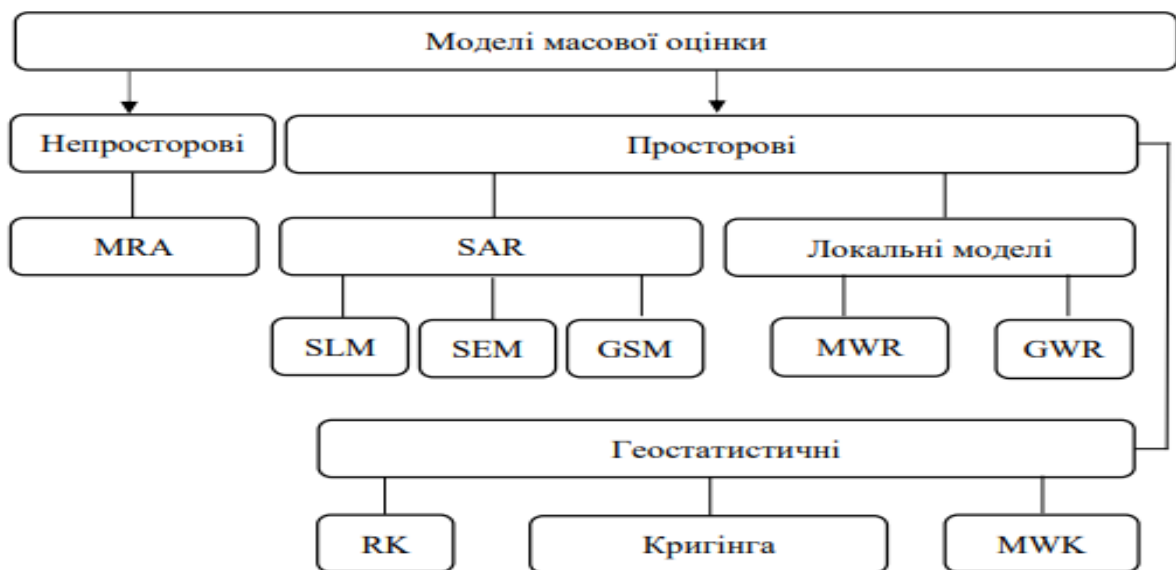 Моделі масової оцінки
Непросторові
Просторові
MRA
SAR
Локальні моделі
SLM
SEM
GSM
MWR
GWR
Геостатистичні
RK
Кригінга
MWK